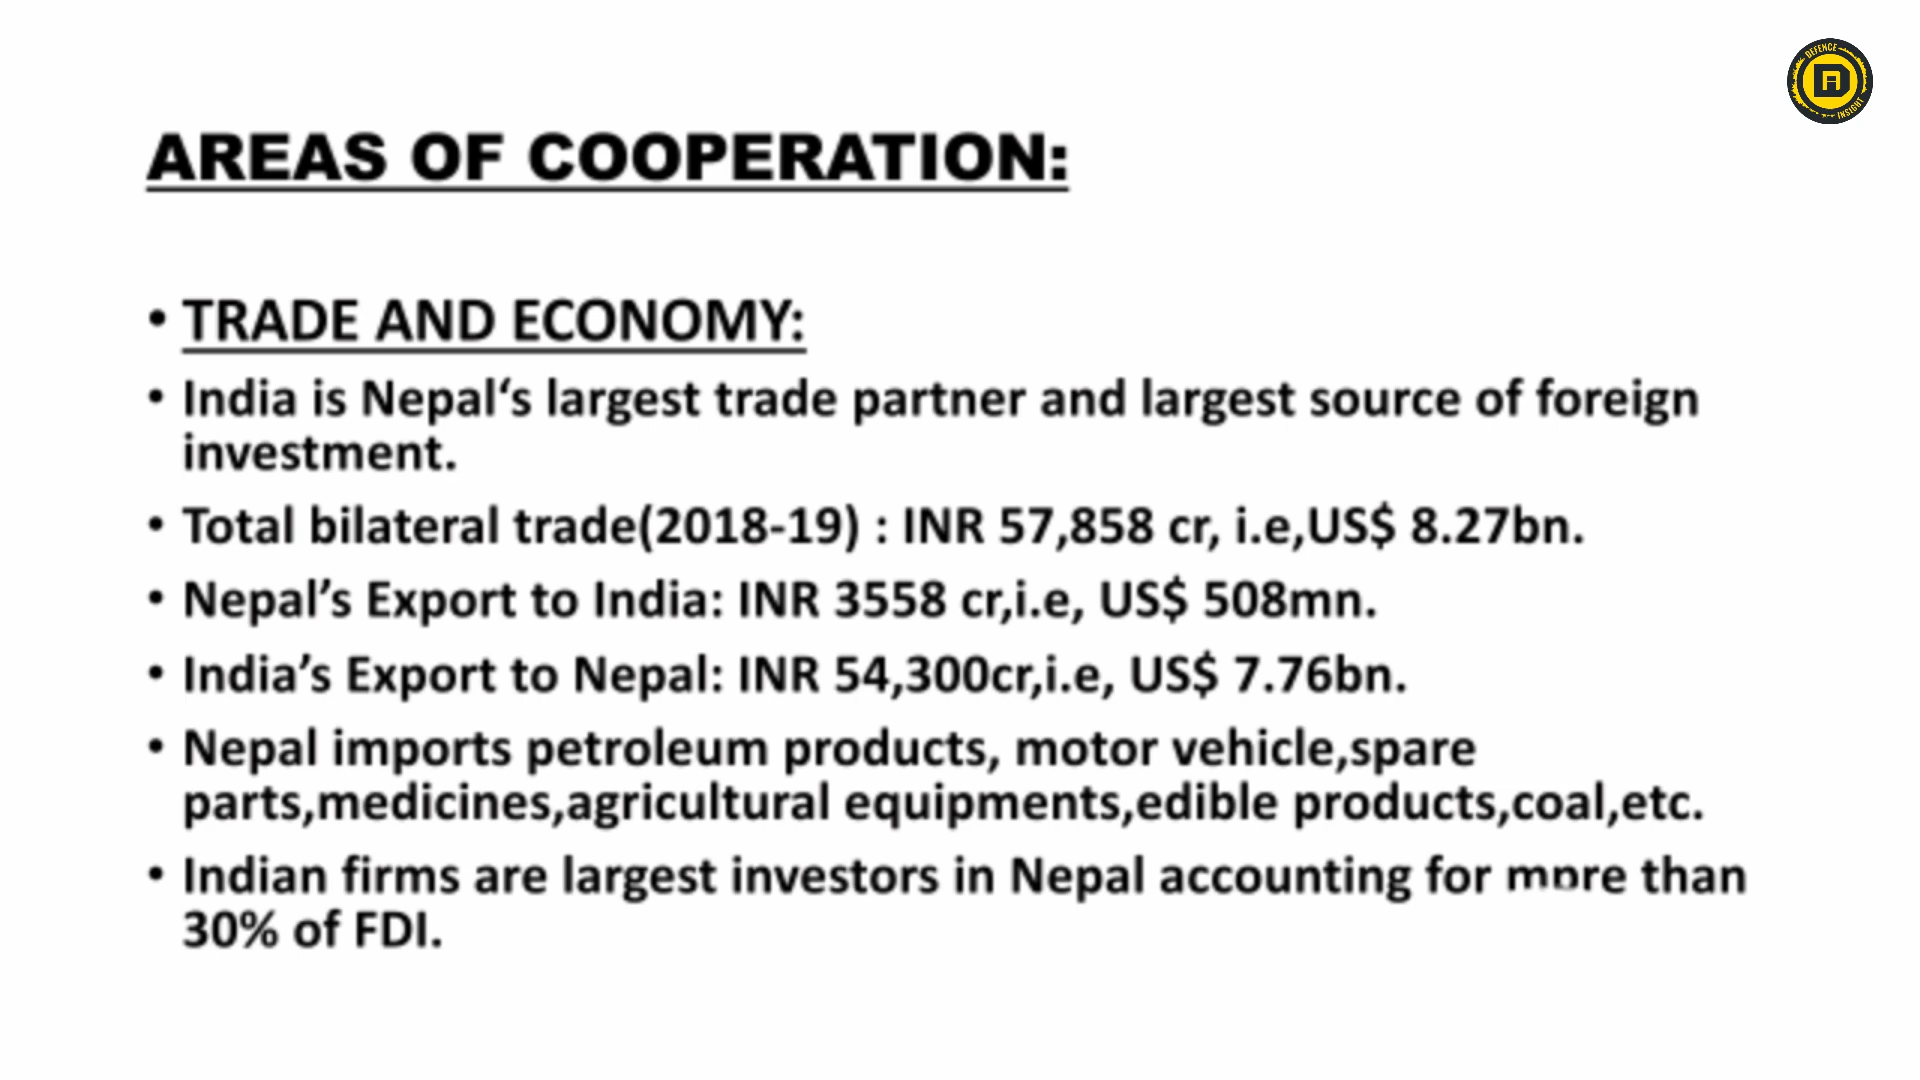 DEFENCE
INSIGHT
AREAS OF COOPERATION:
• TRADE AND ECONOMY:
• India is Nepal‘s largest trade partner and largest source of foreign
investment.
• Total bilateral trade(2018-19) : INR 57,858 cr, i.e,US$ 8.27bn.
• Nepal’s Export to India: INR 3558 cr,i.e, US$ 508mn.
• India’s Export to Nepal: INR 54,300cr,i.e, US$ 7.76bn.
• Nepal imports petroleum products, motor vehicle,spare
parts,medicines,agricultural equipments,edible products,coal,etc.
• Indian firms are largest investors in Nepal accounting for more than
30% of FDI.